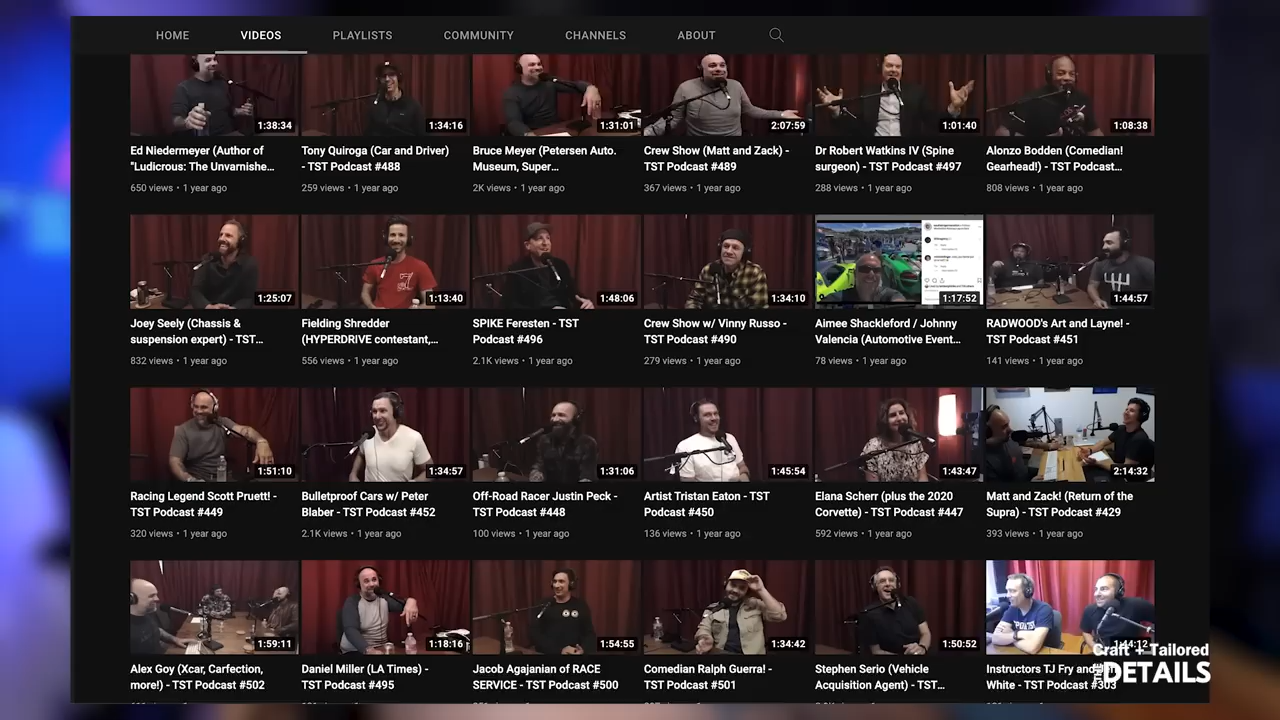 HOME VIDEOS PLAYLISTS COMMUNITY CHANNELS ABOUT
1:38:34 1:34:16 1:31:01 2:07:59 1:01:40 1:08:38
Ed Niedermeyer (Author of
"Ludicrous: The Unvarnishe...
650 views • 1 year ago
Tony Quiroga (Car and Driver)
- TST Podcast #488
259 views • 1 year ago
Bruce Meyer (Petersen Auto.
Museum, Super...
2K views • 1 year ago
Crew Show (Matt and Zack) -
TST Podcast #489
367 views • 1 year ago
Dr Robert Watkins IV (Spine
surgeon) - TST Podcast #497
288 views • 1 year ago
Alonzo Bodden (Comedian!
Gearhead!) - TST Podcast...
808 views • 1 year ago
1:25:07 1:13:40 1:48:06 1:34:10 1:17:52 1:44:57
Joey Seely (Chassis &
suspension expert) - TST...
832 views • 1 year ago
Fielding Shredder
(HYPERDRIVE contestant,...
556 views • 1 year ago
SPIKE Feresten - TST
Podcast #496
2.1K views • 1 year ago
Crew Show w/ Vinny Russo -
TST Podcast #490
279 views • 1 year ago
Aimee Shackleford / Johnny
Valencia (Automotive Event...
78 views • 1 year ago
RADWOOD's Art and Layne! -
TST Podcast #451
141 views • 1 year ago
1:51:10 1:34:57 1:31:06 1:45:54 1:43:47 2:14:32
Racing Legend Scott Pruett! -
TST Podcast #449
320 views • 1 year ago
Bulletproof Cars w/ Peter
Blaber - TST Podcast #452
2.1K views • 1 year ago
Off-Road Racer Justin Peck -
TST Podcast #448
100 views • 1 year ago
Artist Tristan Eaton - TST
Podcast #450
136 views • 1 year ago
Elana Scherr (plus the 2020
Corvette) - TST Podcast #447
592 views • 1 year ago
Matt and Zack! (Return of the
Supra) - TST Podcast #429
393 views • 1 year ago
1:59:11 1:18:16 1:54:55 1:34:42 1:50:52 1:44:12
Alex Goy (Xcar, Carfection,
more!) - TST Podcast #502
Daniel Miller (LA Times) -
TST Podcast #495
Jacob Agajanian of RACE
SERVICE - TST Podcast #500
Comedian Ralph Guerra! -
TST Podcast #501
Stephen Serio (Vehicle
Acquisition Agent) - TST...
Instructors TJ Fry and
White - TST Podcast #303
Craft + Tailored
THE DETAILS